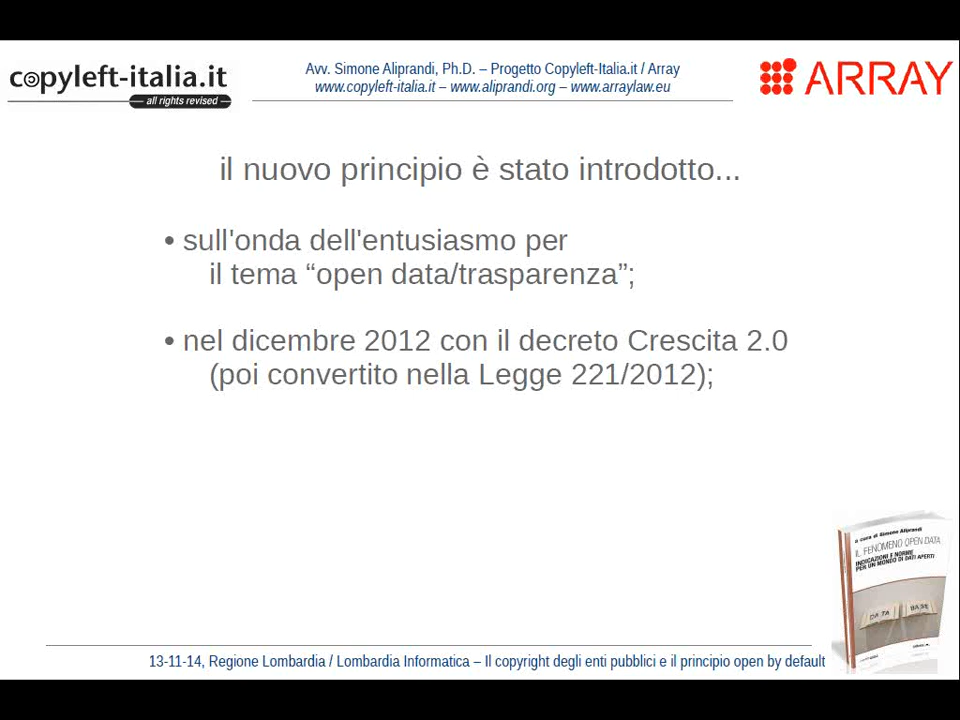 copyleft-italia.it
all rights revised
Avv. Simone Aliprandi, Ph.D. – Progetto Copyleft-Italia.it / Array
www.copyleft-italia.it – www.aliprandi.org – www.arraylaw.eu
ARRAY
il nuovo principio è stato introdotto...
• sull'onda dell'entusiasmo per
il tema “open data/trasparenza”;
• nel dicembre 2012 con il decreto Crescita 2.0
(poi convertito nella Legge 221/2012);
a cura di Simone Aliprandi
IL FENOMENO OPEN DATA
INDICAZIONI E NORME
PER UN MONDO DI DATI APERTI
DATA BASE
13-11-14, Regione Lombardia / Lombardia Informatica – Il copyright degli enti pubblici e il principio open by default